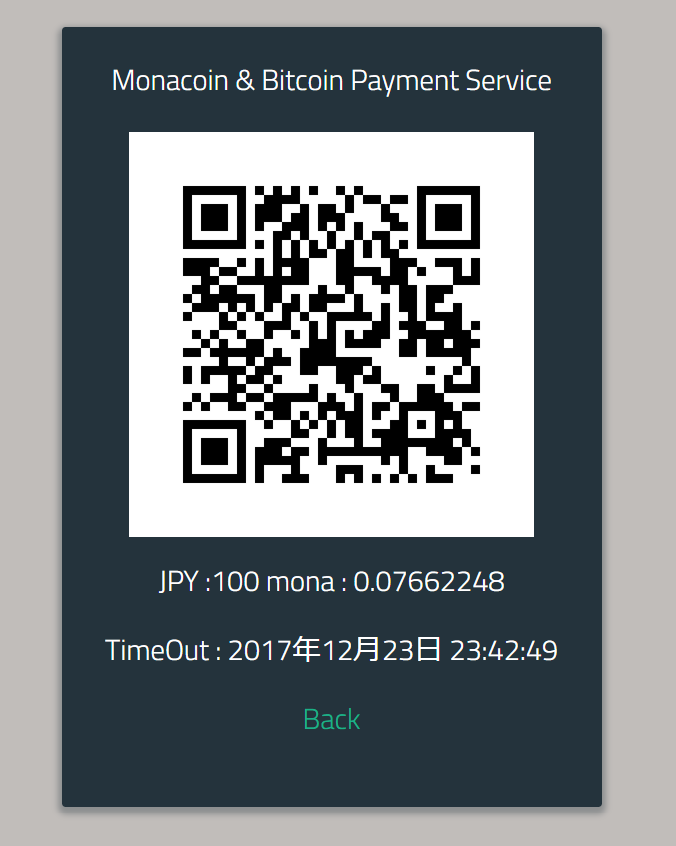 Monacoin & Bitcoin Payment Service
JPY :100 mona : 0.07662248
TimeOut : 2017年12月23日 23:42:49
Back